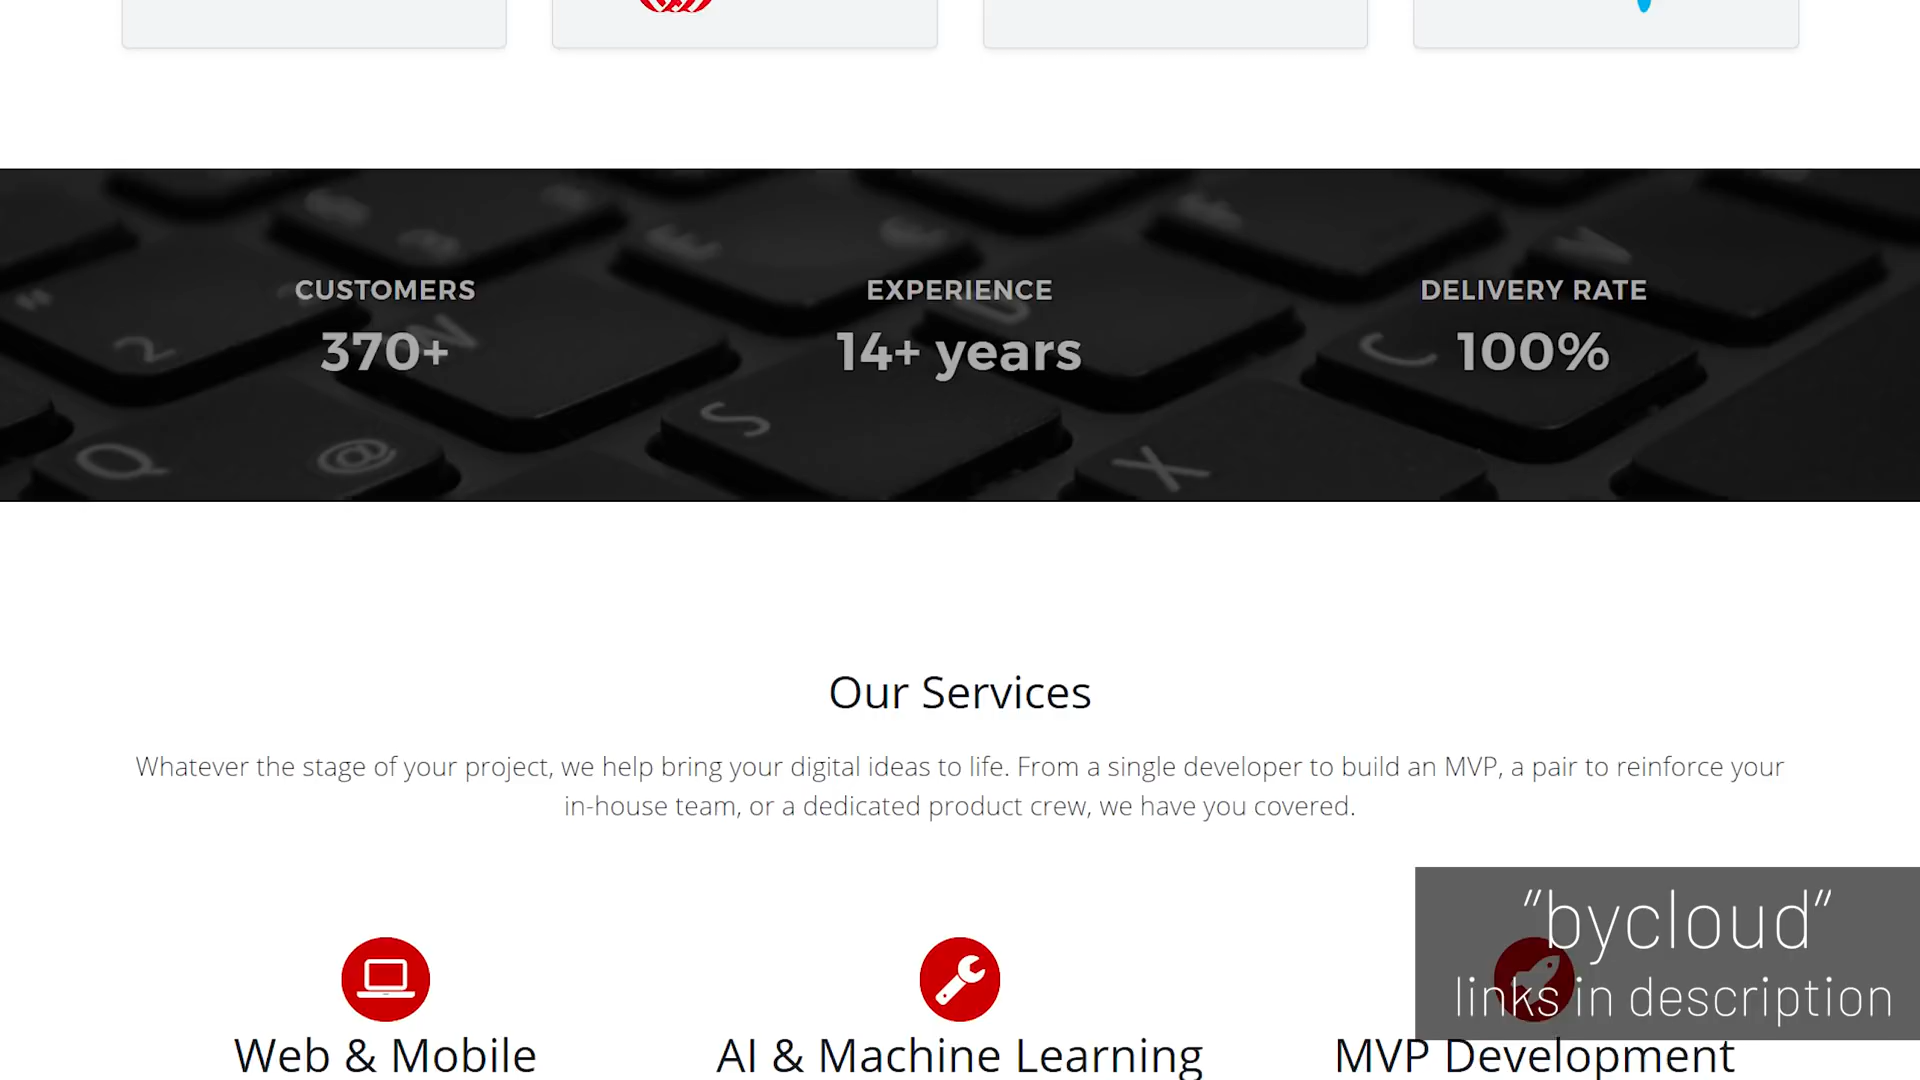 CUSTOMERS
370+
EXPERIENCE
14+ years
DELIVERY RATE
100%
" 2 N S C X Q @
Our Services
Whatever the stage of your project, we help bring your digital ideas to life. From a single developer to build an MVP, a pair to reinforce your
in-house team, or a dedicated product crew, we have you covered.
Web & Mobile
AI & Machine Learning
MVP Development
"bycloud"
links in description